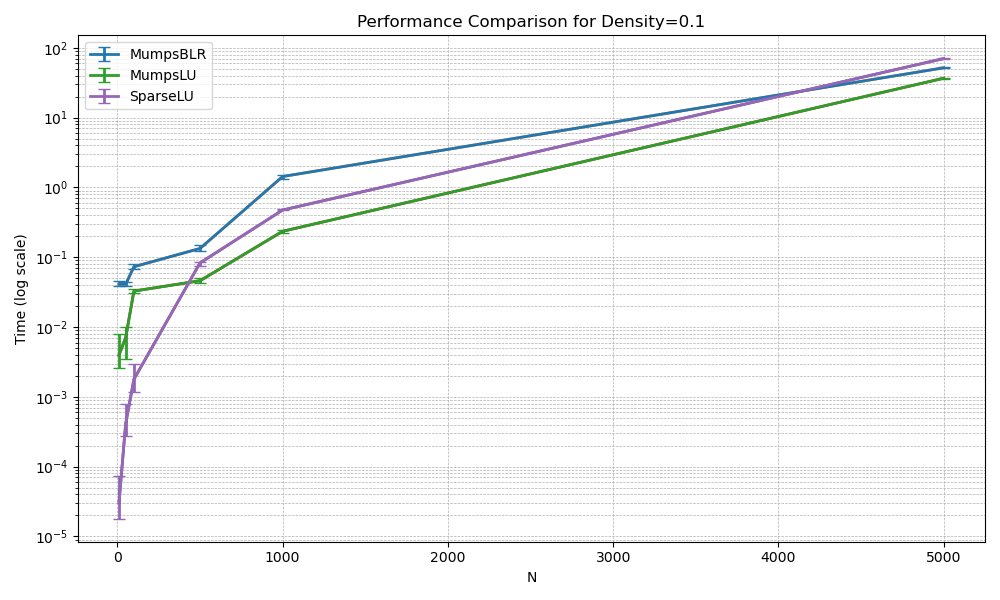 Performance Comparison for Density=0.1
MumpsBLR
MumpsLU
SparseLU
Time (log scale)
10²
10¹
10⁰
10⁻¹
10⁻²
10⁻³
10⁻⁴
10⁻⁵
0 1000 2000 3000 4000 5000
N